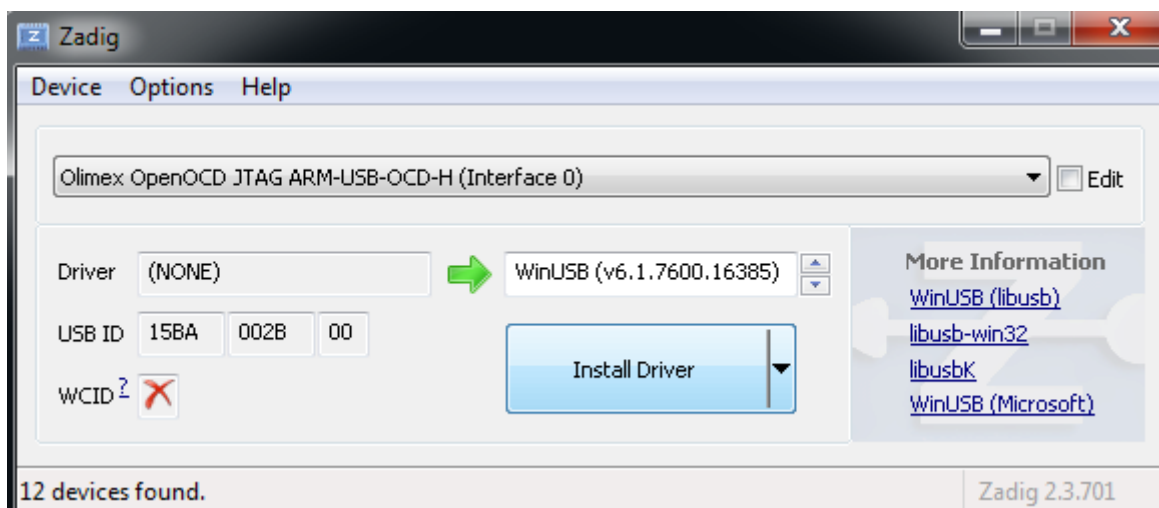 Zadig
Device Options Help
Olimex OpenOCD JTAG ARM-USB-OCD-H (Interface 0)
Edit
Driver (NONE) WinUSB (v6.1.7600.16385)
USB ID 15BA 002B 00
WCID ?
Install Driver
More Information
WinUSB (libusb)
libusb-win32
libusbK
WinUSB (Microsoft)
12 devices found.
Zadig 2.3.701